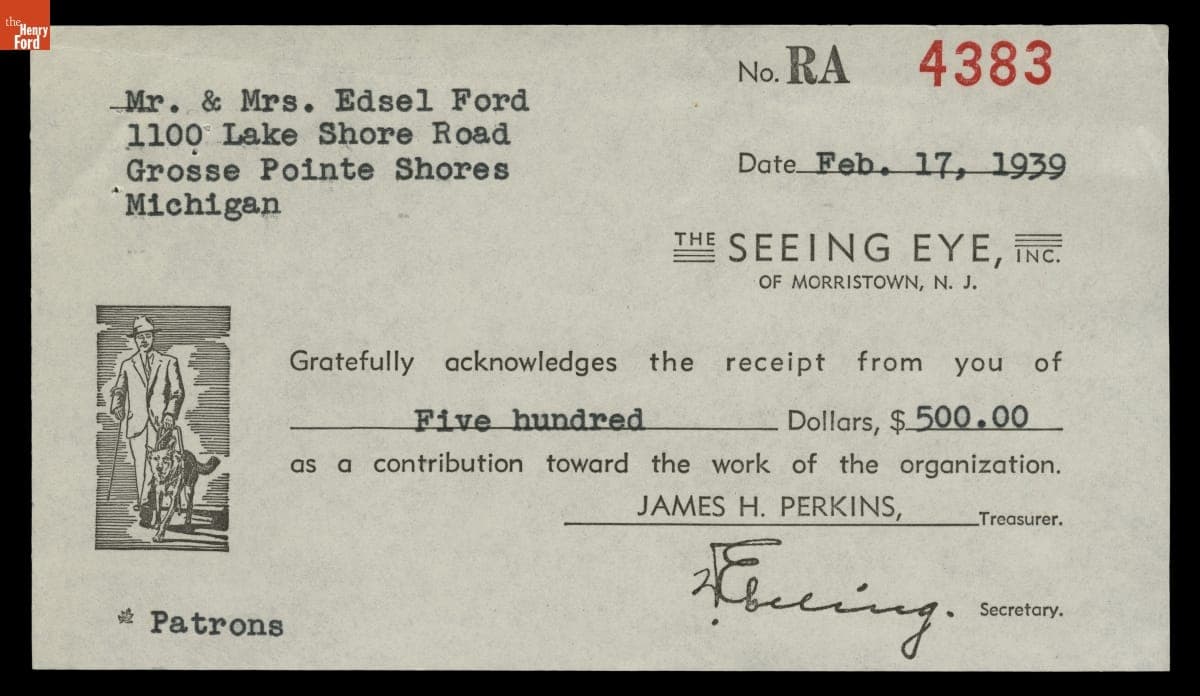 the
Henry
Ford
No. RA 4383
Mr. & Mrs. Edsel Ford
1100 Lake Shore Road
Grosse Pointe Shores
Michigan
Date Feb. 17, 1939
THE SEEING EYE, INC.
OF MORRISTOWN, N. J.
Gratefully acknowledges the receipt from you of
Five hundred Dollars, $ 500.00
as a contribution toward the work of the organization.
JAMES H. PERKINS, Treasurer.
Ebeling. Secretary.
* Patrons